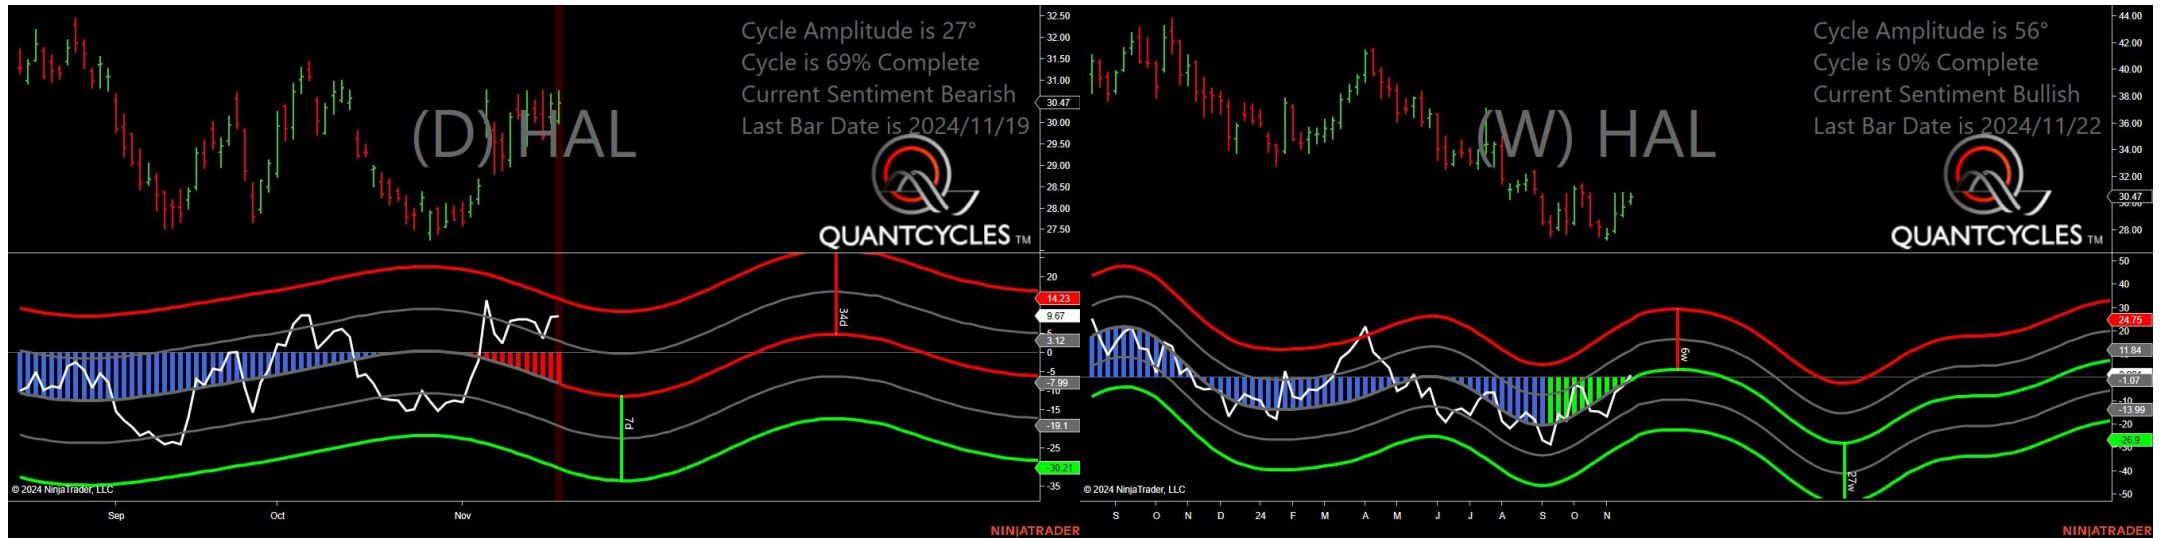 Cycle Amplitude is 27°
Cycle is 69% Complete
Current Sentiment Bearish
Last Bar Date is 2024/11/19
(D) HAL
QUANTCYCLES TM
32.50
32.00
31.50
31.00
30.47
30.00
29.50
29.00
28.50
28.00
27.50
20
14.23
9.67
5
3.12
0
-5
-7.99
-10
-15
-19.1
-25
-30.21
-35
34d
7d
© 2024 NinjaTrader, LLC
Sep Oct Nov
NINJATRADER
Cycle Amplitude is 56°
Cycle is 0% Complete
Current Sentiment Bullish
Last Bar Date is 2024/11/22
(W) HAL
QUANTCYCLES TM
44.00
42.00
40.00
38.00
36.00
34.00
32.00
30.47
28.00
50
40
30
24.75
20
11.84
-1.07
-10
-13.99
-20
-26.9
-30
-40
-50
6w
27w
© 2024 NinjaTrader, LLC
S O N D 24 F M A M J J A S O N
NINJATRADER